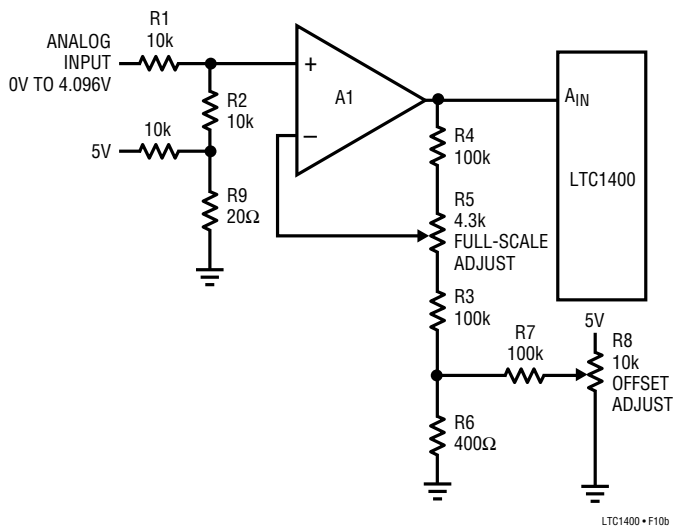 R1
10k
ANALOG
INPUT
0V TO 4.096V
R2
10k
10k
5V
R9
20Ω
+
–
A1
R4
100k
R5
4.3k
FULL-SCALE
ADJUST
R3
100k
R7
100k
R6
400Ω
AIN
LTC1400
5V
R8
10k
OFFSET
ADJUST
LTC1400 • F10b